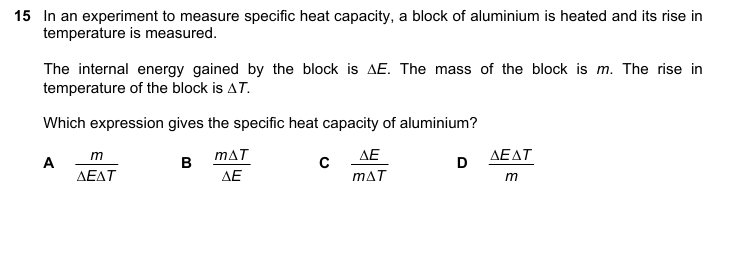 15 In an experiment to measure specific heat capacity, a block of aluminium is heated and its rise in
temperature is measured.
The internal energy gained by the block is ΔE. The mass of the block is m. The rise in
temperature of the block is ΔT.
Which expression gives the specific heat capacity of aluminium?
A m/ΔEΔT B mΔT/ΔE C ΔE/mΔT D ΔEΔT/m